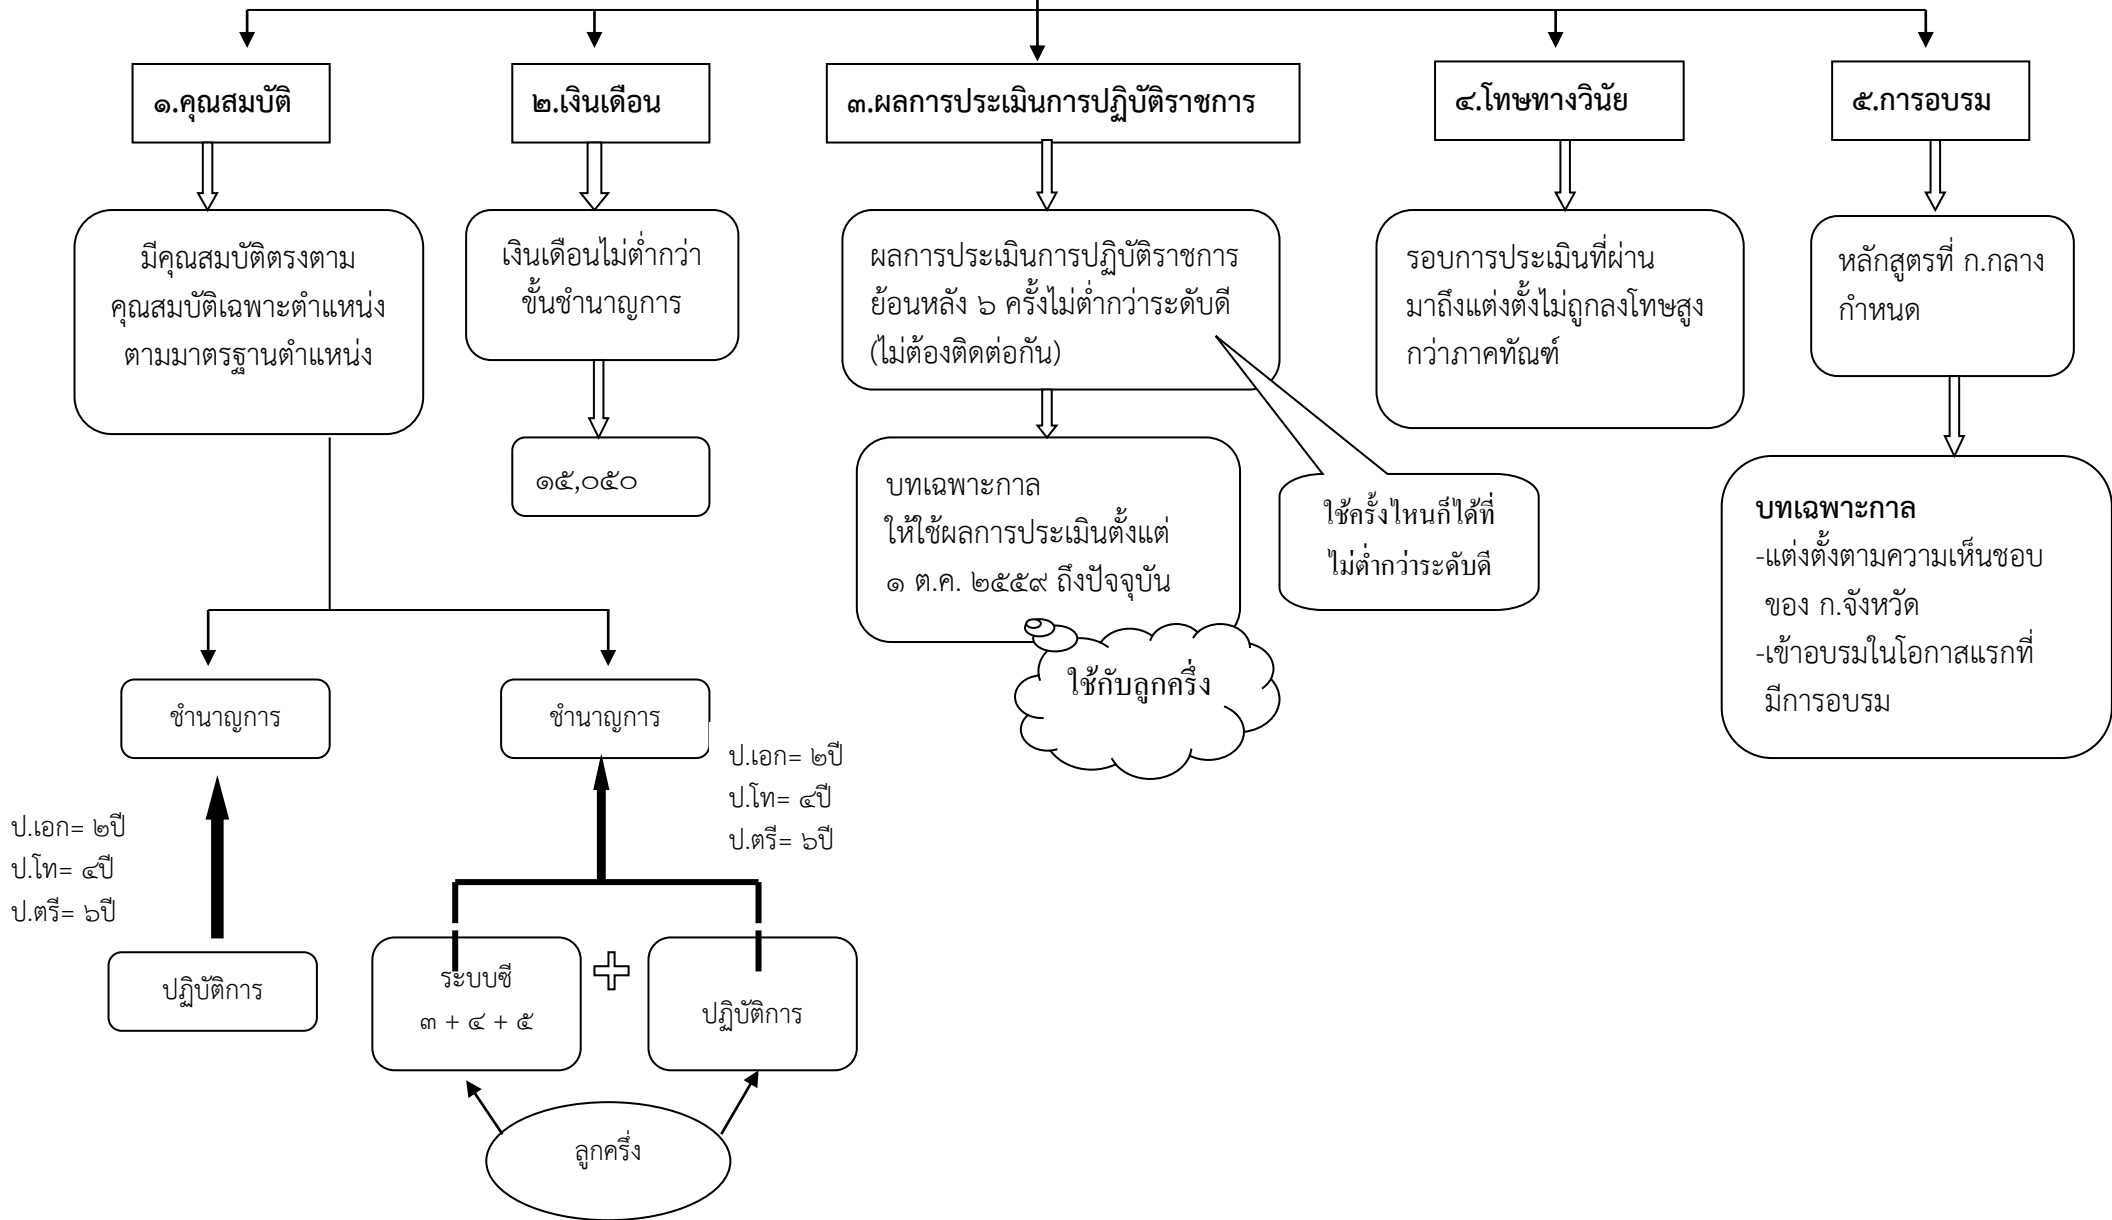 ๑.คุณสมบัติ
๒.เงินเดือน
๓.ผลการประเมินการปฏิบัติราชการ
๔.โทษทางวินัย
๕.การอบรม
มีคุณสมบัติตรงตาม
คุณสมบัติเฉพาะตำแหน่ง
ตามมาตรฐานตำแหน่ง
เงินเดือนไม่ต่ำกว่า
ขั้นชำนาญการ
๑๕,๐๕๐
ผลการประเมินการปฏิบัติราชการ
ย้อนหลัง ๖ ครั้งไม่ต่ำกว่าระดับดี
(ไม่ต้องติดต่อกัน)
บทเฉพาะกาล
ให้ใช้ผลการประเมินตั้งแต่
๑ ต.ค. ๒๕๕๙ ถึงปัจจุบัน
ใช้กับลูกครึ่ง
ใช้ครั้งไหนก็ได้ที่
ไม่ต่ำกว่าระดับดี
รอบการประเมินที่ผ่าน
มาถึงแต่งตั้งไม่ถูกลงโทษสูง
กว่าภาคทัณฑ์
หลักสูตรที่ ก.กลาง
กำหนด
บทเฉพาะกาล
-แต่งตั้งตามความเห็นชอบ
ของ ก.จังหวัด
-เข้าอบรมในโอกาสแรกที่
มีการอบรม
ชำนาญการ
ป.เอก= ๒ปี
ป.โท= ๔ปี
ป.ตรี= ๖ปี
ปฏิบัติการ
ชำนาญการ
ป.เอก= ๒ปี
ป.โท= ๔ปี
ป.ตรี= ๖ปี
ระบบซี
๓ + ๔ + ๕
ปฏิบัติการ
ลูกครึ่ง